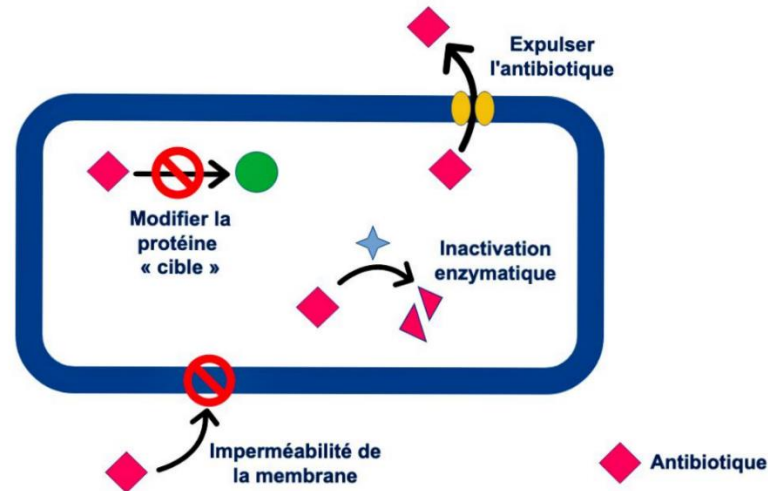 Expulser
l'antibiotique
Modifier la
protéine
« cible »
Inactivation
enzymatique
Imperméabilité de
la membrane
Antibiotique